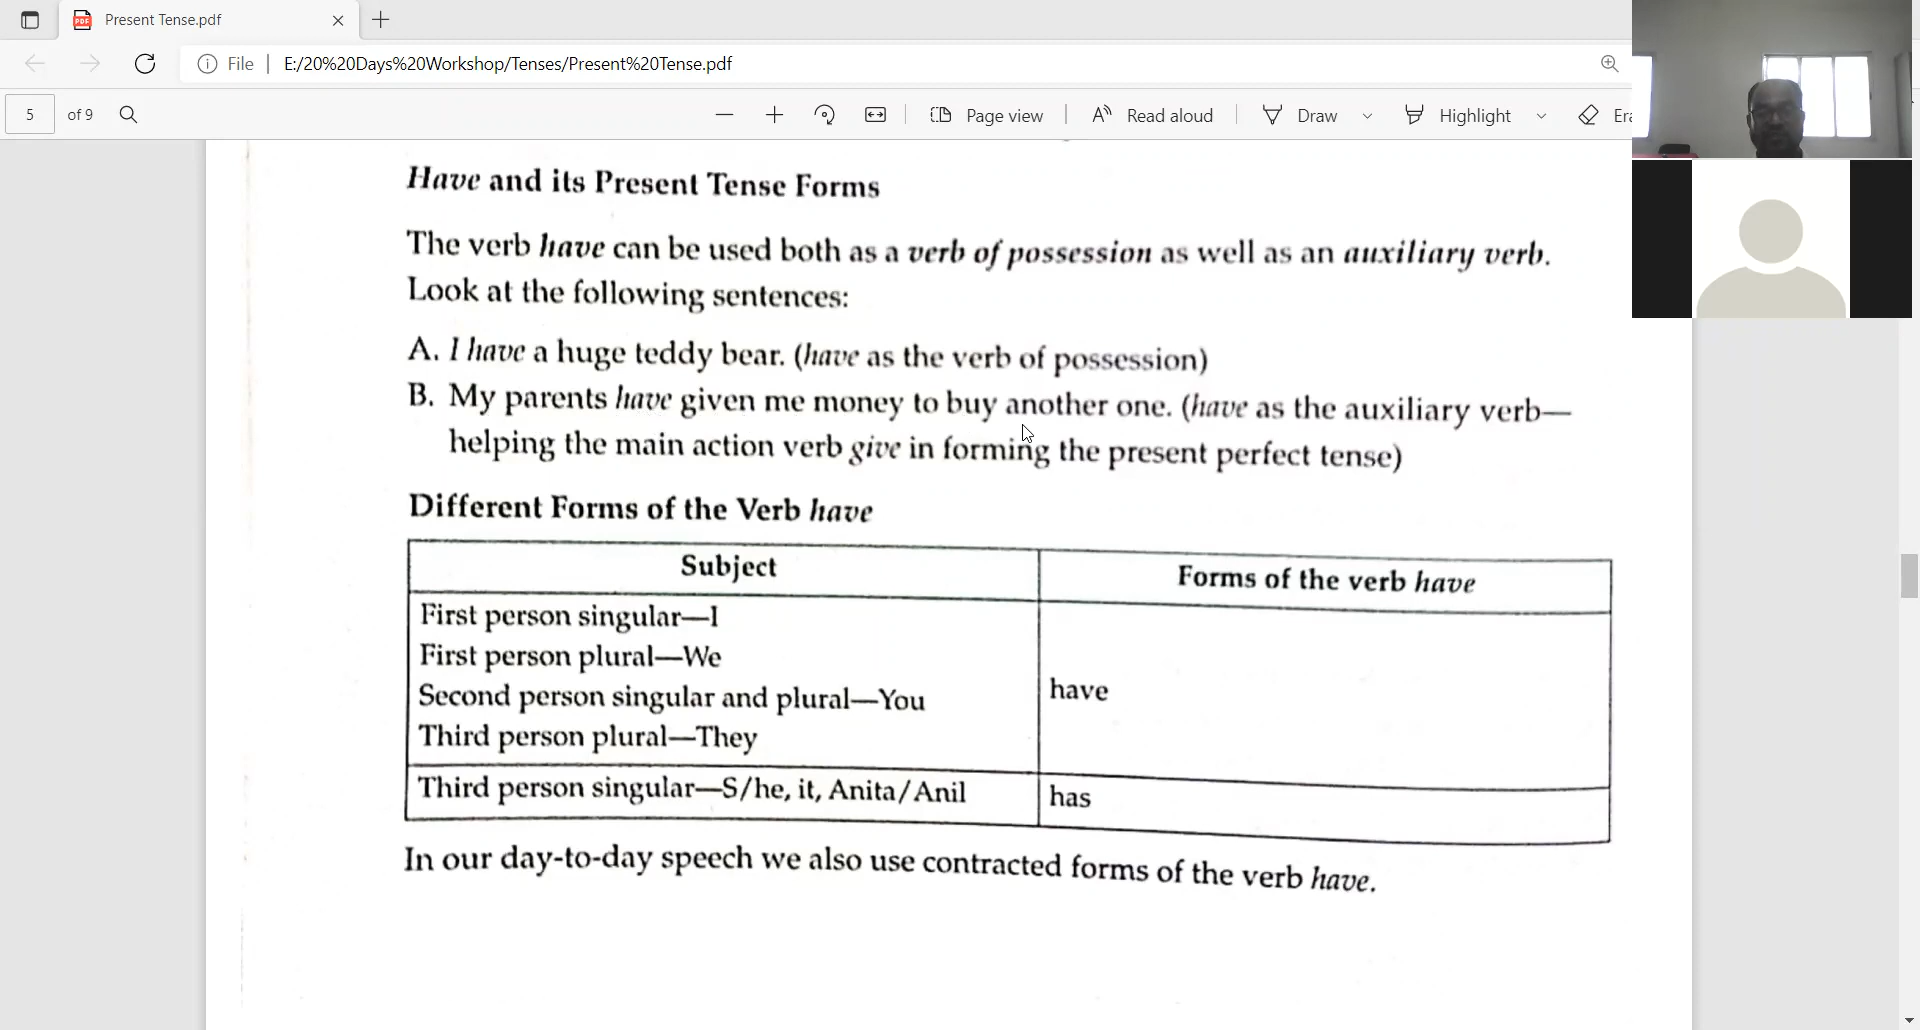 Present Tense.pdf
File E:/20%20Days%20Workshop/Tenses/Present%20Tense.pdf
5 of 9 Page view Read aloud Draw Highlight Era
Have and its Present Tense Forms
The verb have can be used both as a verb of possession as well as an auxiliary verb.
Look at the following sentences:
A. I have a huge teddy bear. (have as the verb of possession)
B. My parents have given me money to buy another one. (have as the auxiliary verb—
helping the main action verb give in forming the present perfect tense)
Different Forms of the Verb have
Subject Forms of the verb have
First person singular—I
First person plural—We
Second person singular and plural—You
Third person plural—They
have
Third person singular—S/he, it, Anita/Anil has
In our day-to-day speech we also use contracted forms of the verb have.